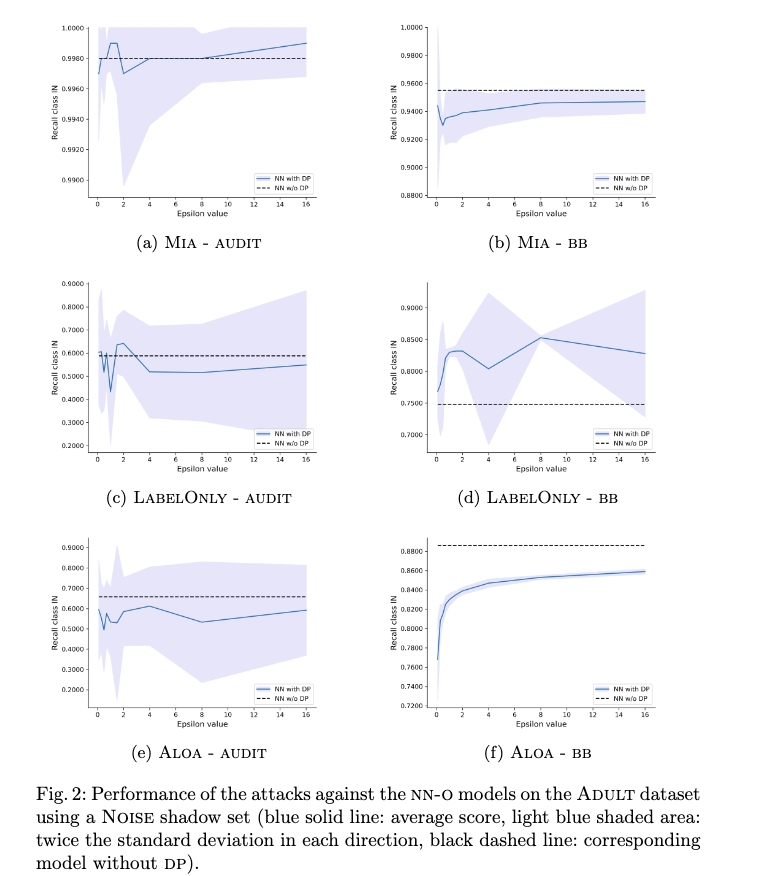 1.0000
0.9980
0.9960
0.9940
0.9920
0.9900
Recall class IN
0 2 4 6 8 10 12 14 16
Epsilon value
NN with DP
NN w/o DP
(a) MIA - AUDIT
1.0000
0.9800
0.9600
0.9400
0.9200
0.9000
0.8800
Recall class IN
0 2 4 6 8 10 12 14 16
Epsilon value
NN with DP
NN w/o DP
(b) MIA - BB
0.9000
0.8000
0.7000
0.6000
0.5000
0.4000
0.3000
0.2000
Recall class IN
0 2 4 6 8 10 12 14 16
Epsilon value
NN with DP
NN w/o DP
(c) LABELONLY - AUDIT
0.9000
0.8500
0.8000
0.7500
0.7000
Recall class IN
0 2 4 6 8 10 12 14 16
Epsilon value
NN with DP
NN w/o DP
(d) LABELONLY - BB
0.9000
0.8000
0.7000
0.6000
0.5000
0.4000
0.3000
0.2000
Recall class IN
0 2 4 6 8 10 12 14 16
Epsilon value
NN with DP
NN w/o DP
(e) ALOA - AUDIT
0.8800
0.8600
0.8400
0.8200
0.8000
0.7800
0.7600
0.7400
0.7200
Recall class IN
0 2 4 6 8 10 12 14 16
Epsilon value
NN with DP
NN w/o DP
(f) ALOA - BB
Fig. 2: Performance of the attacks against the NN-O models on the ADULT dataset
using a NOISE shadow set (blue solid line: average score, light blue shaded area:
twice the standard deviation in each direction, black dashed line: corresponding
model without DP).